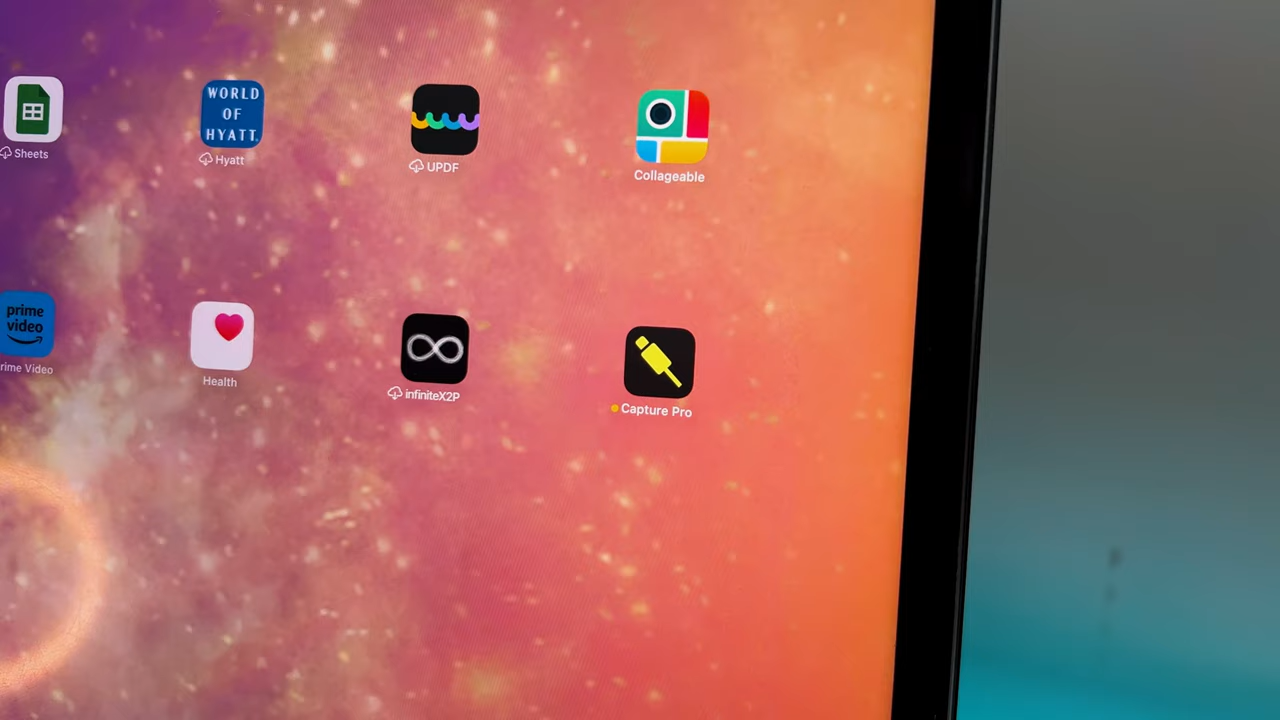 WORLD
OF
HYATT.
Sheets
Hyatt
UPDF
Collageable
prime
video
rime Video
Health
infiniteX2P
Capture Pro